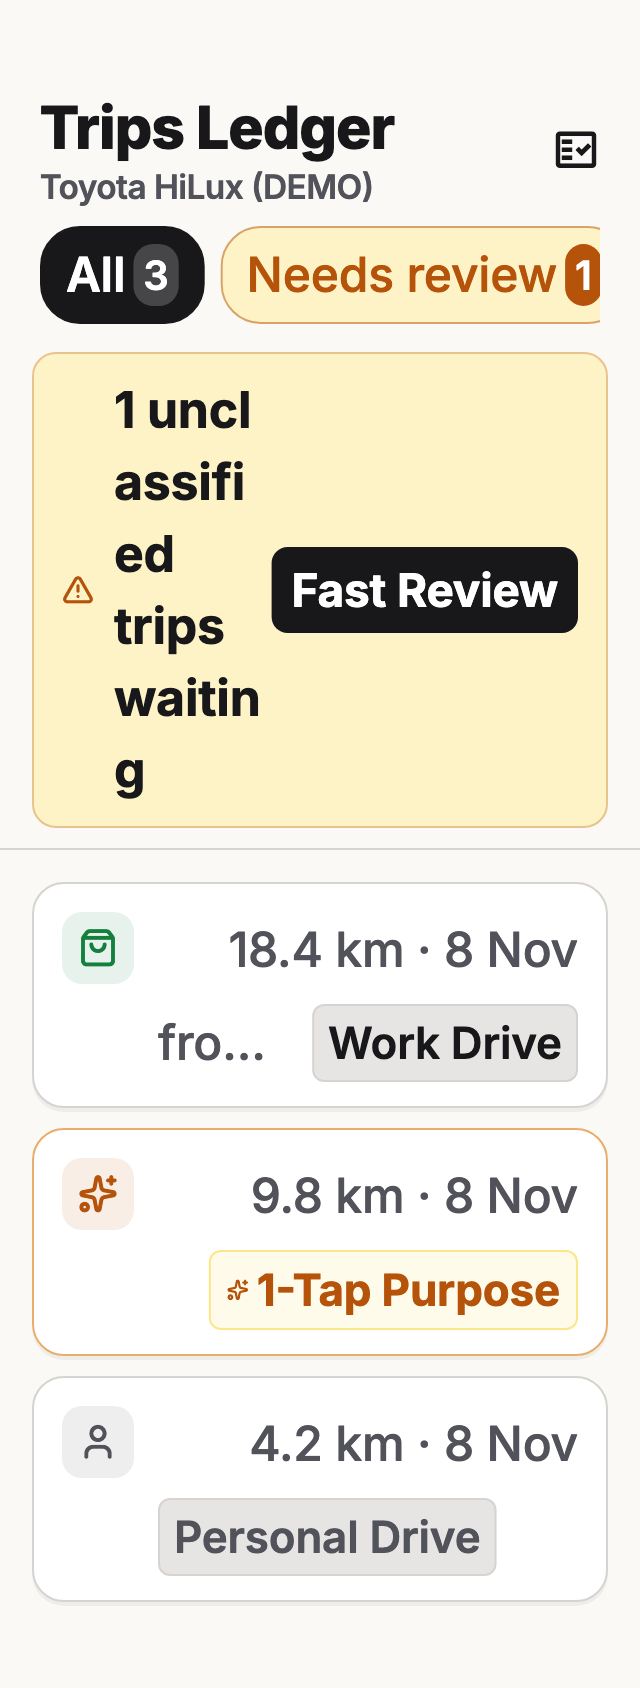 Trips Ledger
Toyota HiLux (DEMO)
All 3
Needs review 1
1 uncl
assifi
ed
trips
waitin
g
Fast Review
18.4 km · 8 Nov
fro...
Work Drive
9.8 km · 8 Nov
1-Tap Purpose
4.2 km · 8 Nov
Personal Drive